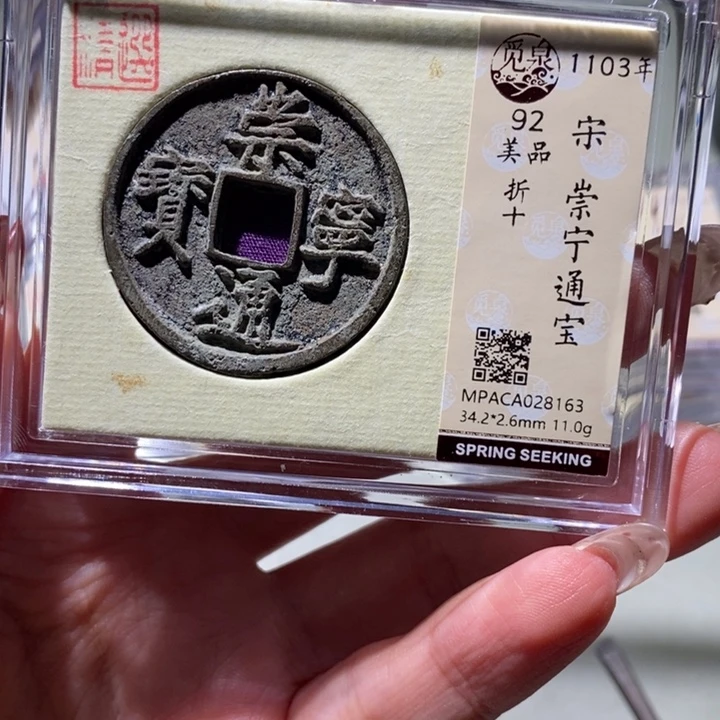 崇
寧
通
寶
觅泉
1103年
92
美品
折十
宋 崇宁通宝
MPACA028163
34.2*2.6mm 11.0g
SPRING SEEKING